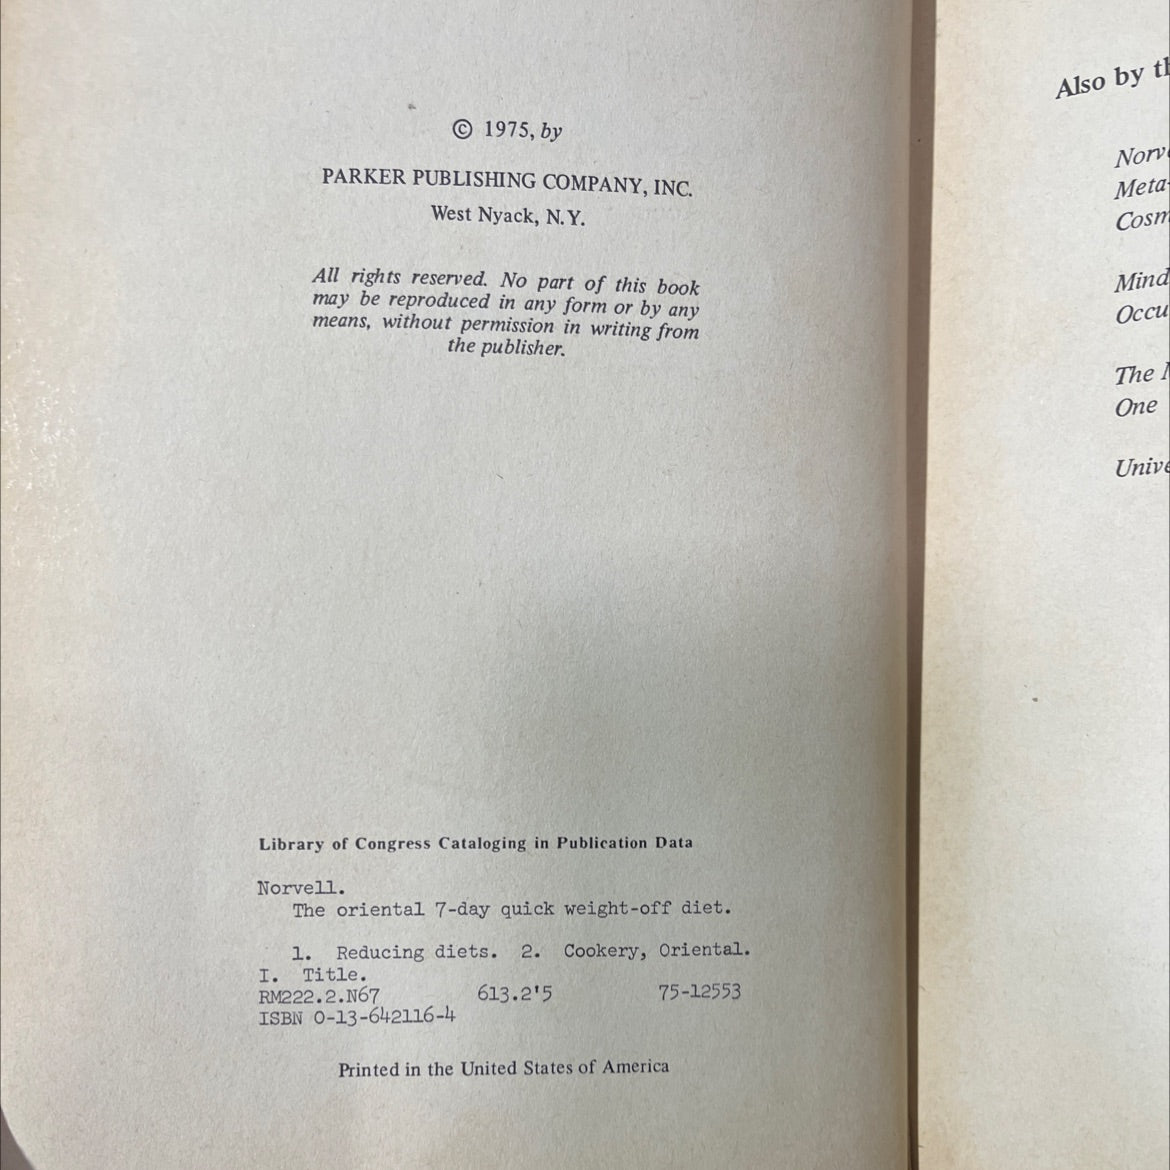 © 1975, by
PARKER PUBLISHING COMPANY, INC.
West Nyack, N.Y.
All rights reserved. No part of this book
may be reproduced in any form or by any
means, without permission in writing from
the publisher.
Library of Congress Cataloging in Publication Data
Norvell.
The oriental 7-day quick weight-off diet.
1. Reducing diets. 2. Cookery, Oriental.
I. Title.
RM222.2.N67 613.2'5 75-12553
ISBN 0-13-642116-4
Printed in the United States of America
Also by
Mind
The
One